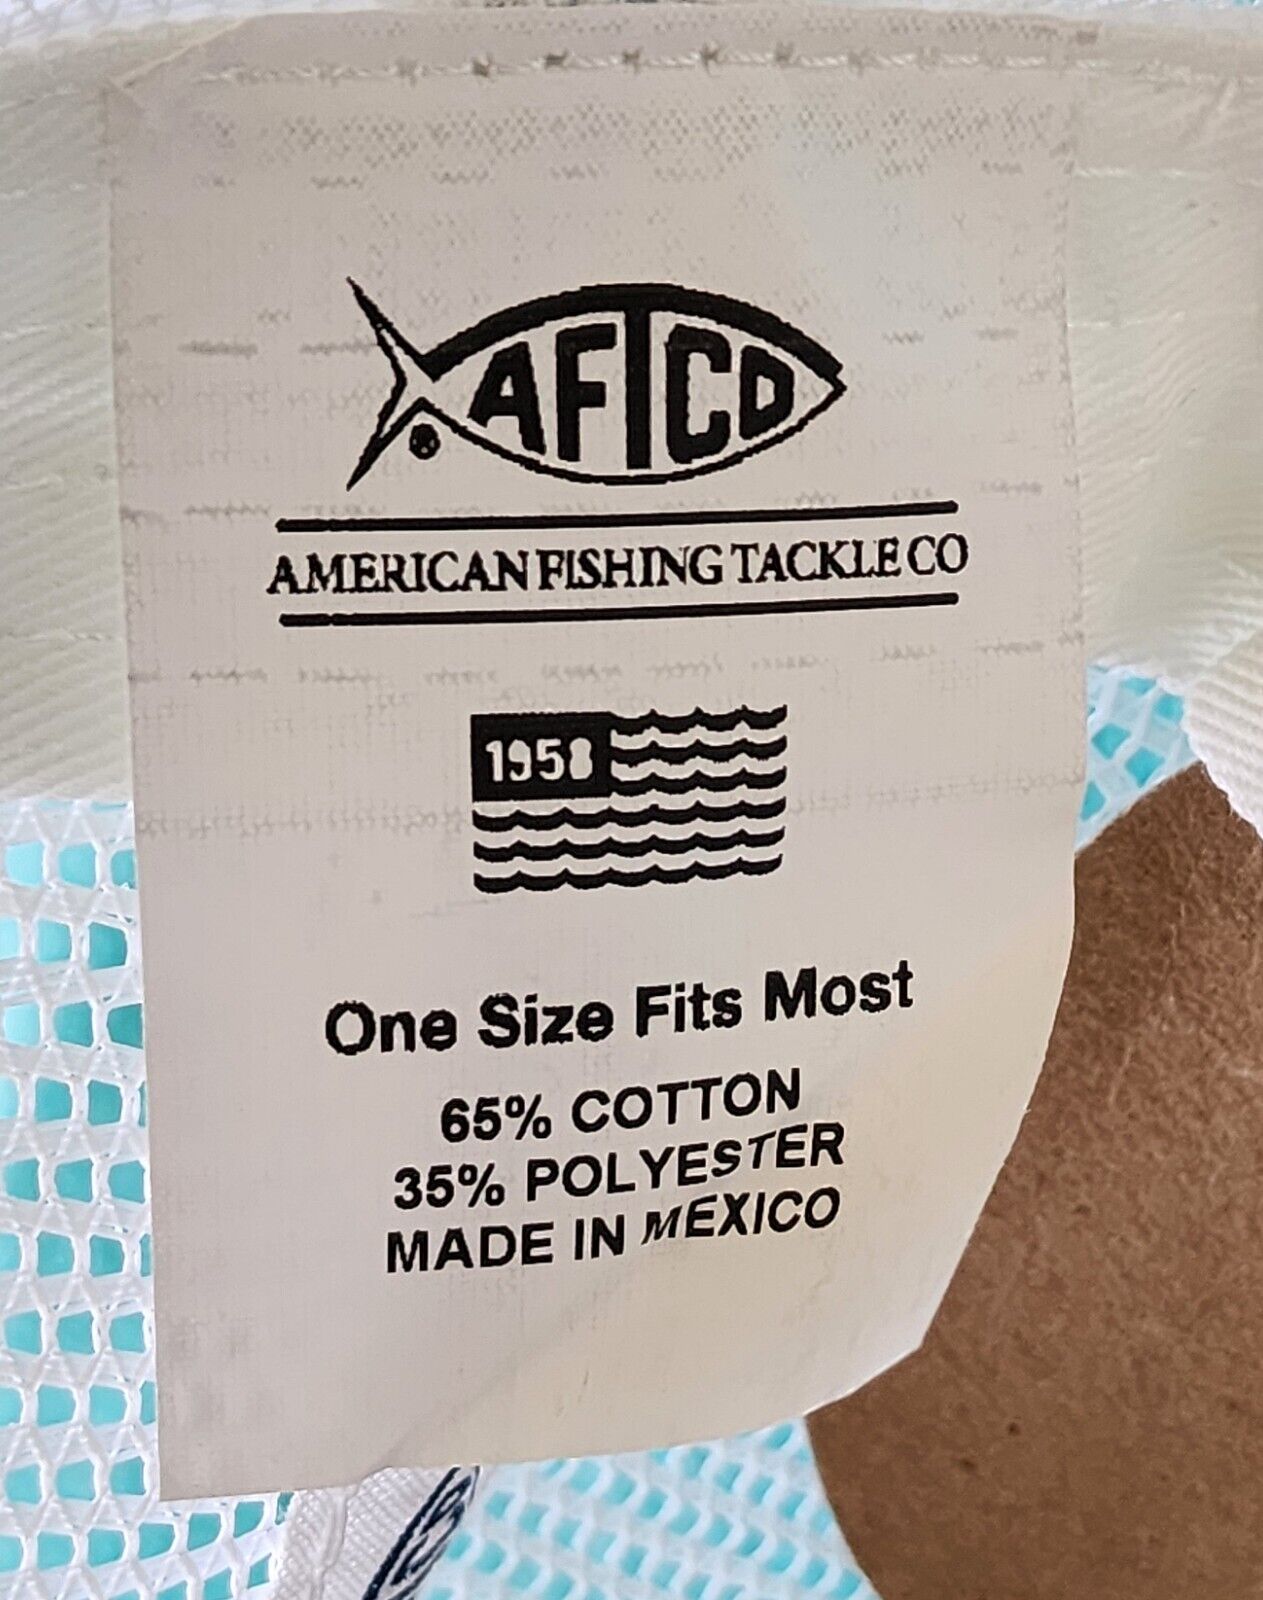 AFTCO
AMERICAN FISHING TACKLE CO
1958
One Size Fits Most
65% COTTON
35% POLYESTER
MADE IN MEXICO